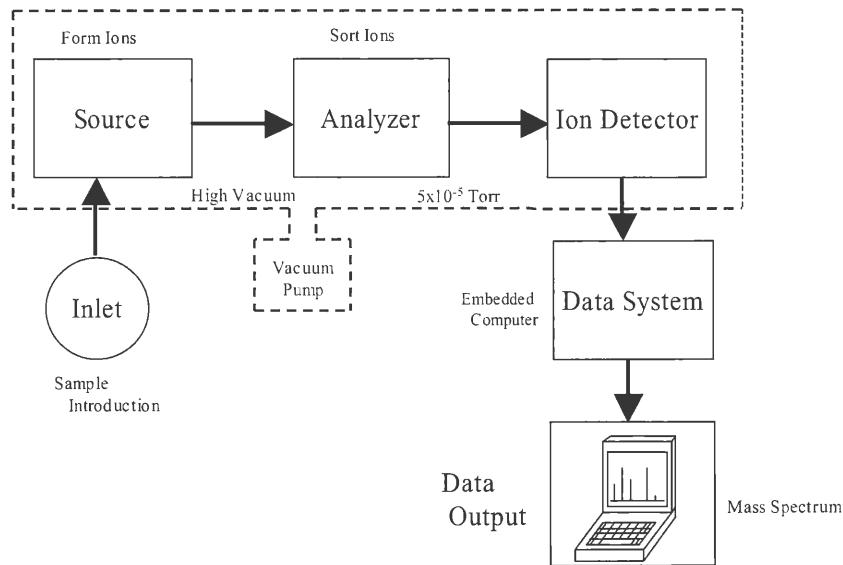 Form Ions
Sort Ions
Source
Analyzer
Ion Detector
High Vacuum
5x10⁻⁵ Torr
Vacuum
Pump
Inlet
Embedded
Computer
Data System
Sample
Introduction
Data
Output
Mass Spectrum